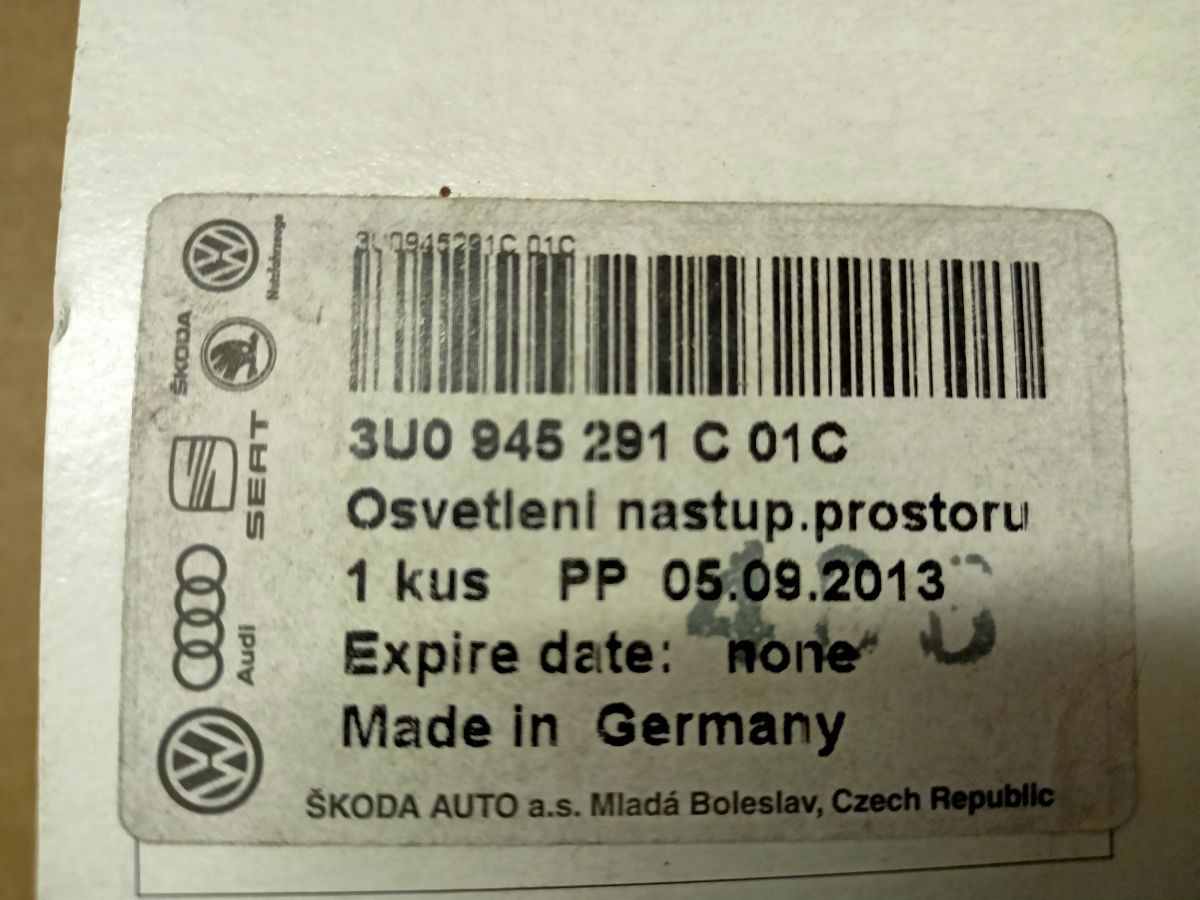 3U0945291C 01C
3U0 945 291 C 01C
Osvetleni nastup.prostoru
1 kus PP 05.09.2013
Expire date: none
Made in Germany
ŠKODA AUTO a.s. Mladá Boleslav, Czech Republic
Nutzfahrzeuge
ŠKODA
SEAT
Audi